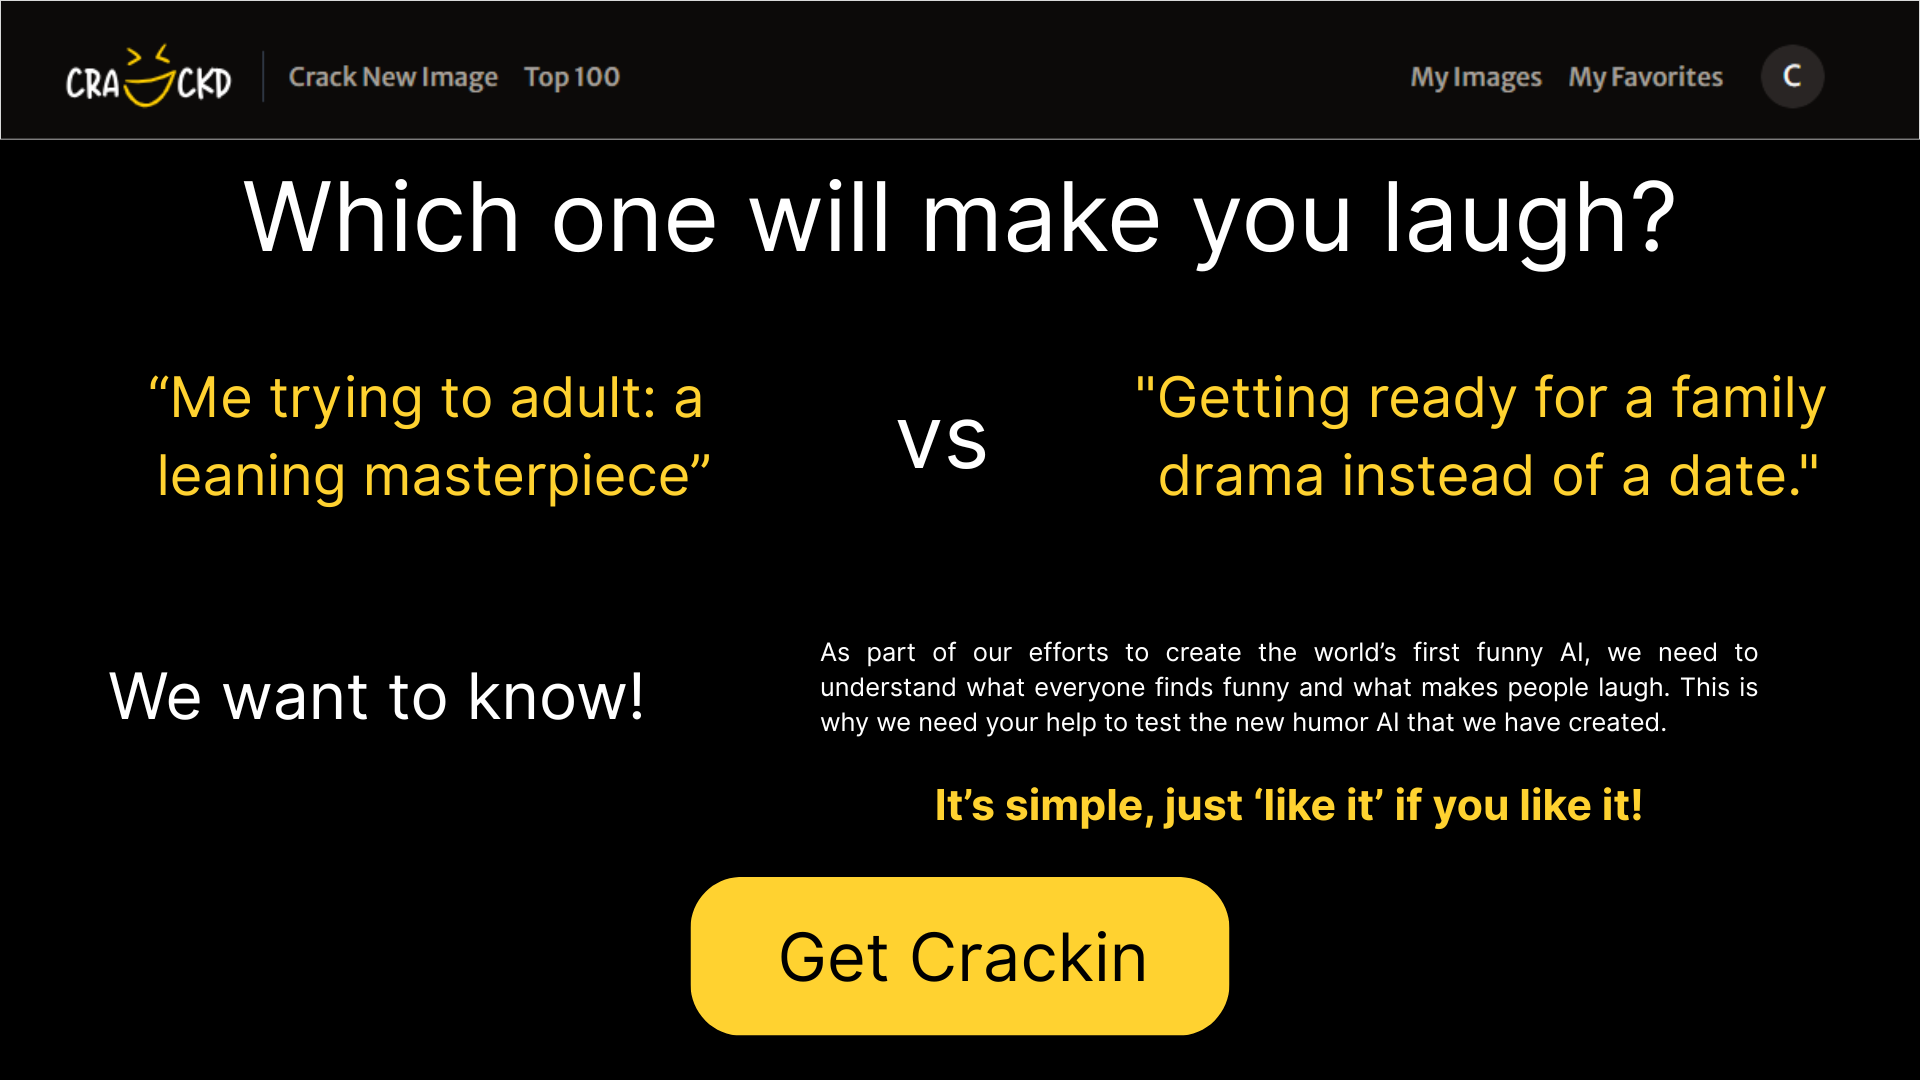 CRACKD
Crack New Image
Top 100
My Images
My Favorites
C
Which one will make you laugh?
“Me trying to adult: a
leaning masterpiece”
vs
"Getting ready for a family
drama instead of a date."
We want to know!
As part of our efforts to create the world’s first funny AI, we need to
understand what everyone finds funny and what makes people laugh. This is
why we need your help to test the new humor AI that we have created.
It’s simple, just ‘like it’ if you like it!
Get Crackin